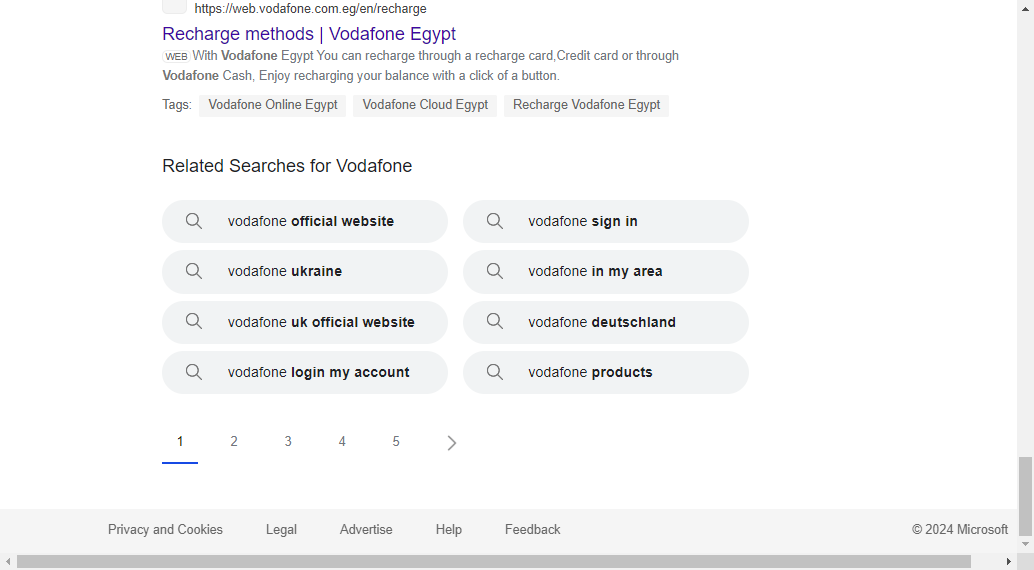 https://web.vodafone.com.eg/en/recharge
Recharge methods | Vodafone Egypt
WEB With Vodafone Egypt You can recharge through a recharge card,Credit card or through
Vodafone Cash, Enjoy recharging your balance with a click of a button.
Tags: Vodafone Online Egypt Vodafone Cloud Egypt Recharge Vodafone Egypt
Related Searches for Vodafone
vodafone official website
vodafone sign in
vodafone ukraine
vodafone in my area
vodafone uk official website
vodafone deutschland
vodafone login my account
vodafone products
1 2 3 4 5
Privacy and Cookies Legal Advertise Help Feedback © 2024 Microsoft